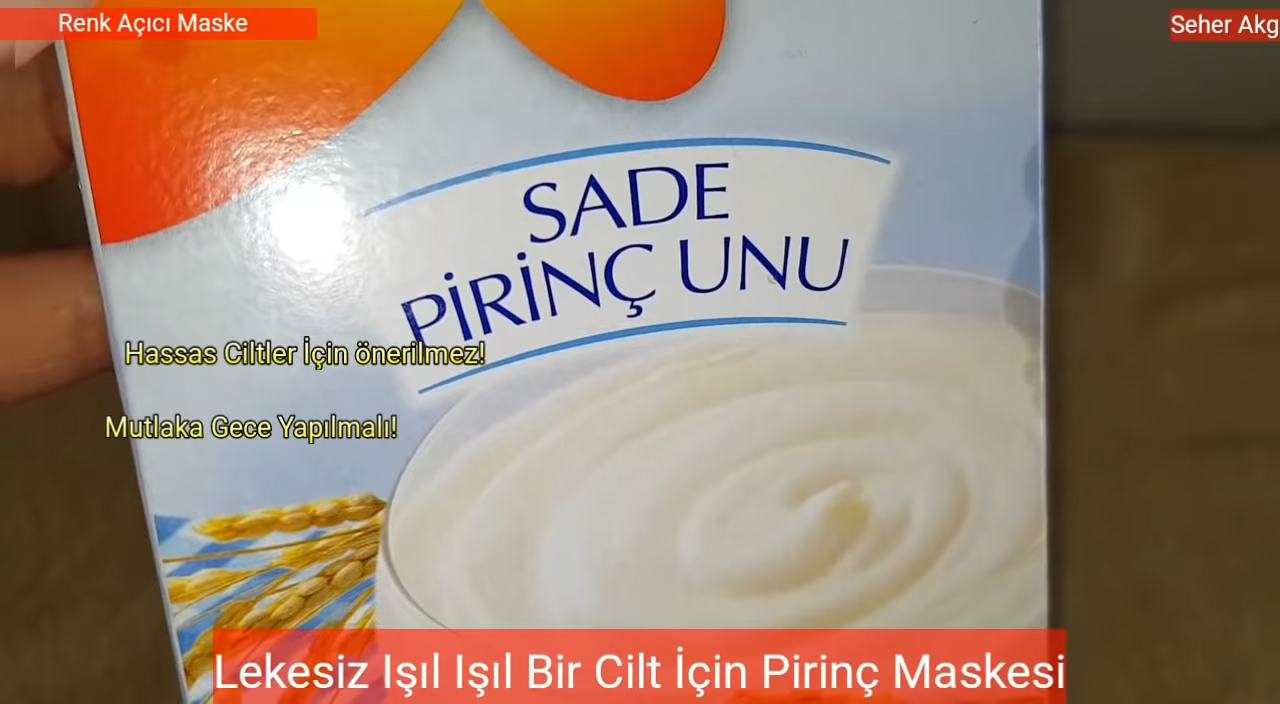 Renk Açıcı Maske
Seher Akg
SADE
PİRİNÇ UNU
Hassas Ciltler İçin önerilmez!
Mutlaka Gece Yapılmalı!
Lekesiz Işıl Işıl Bir Cilt İçin Pirinç Maskesi